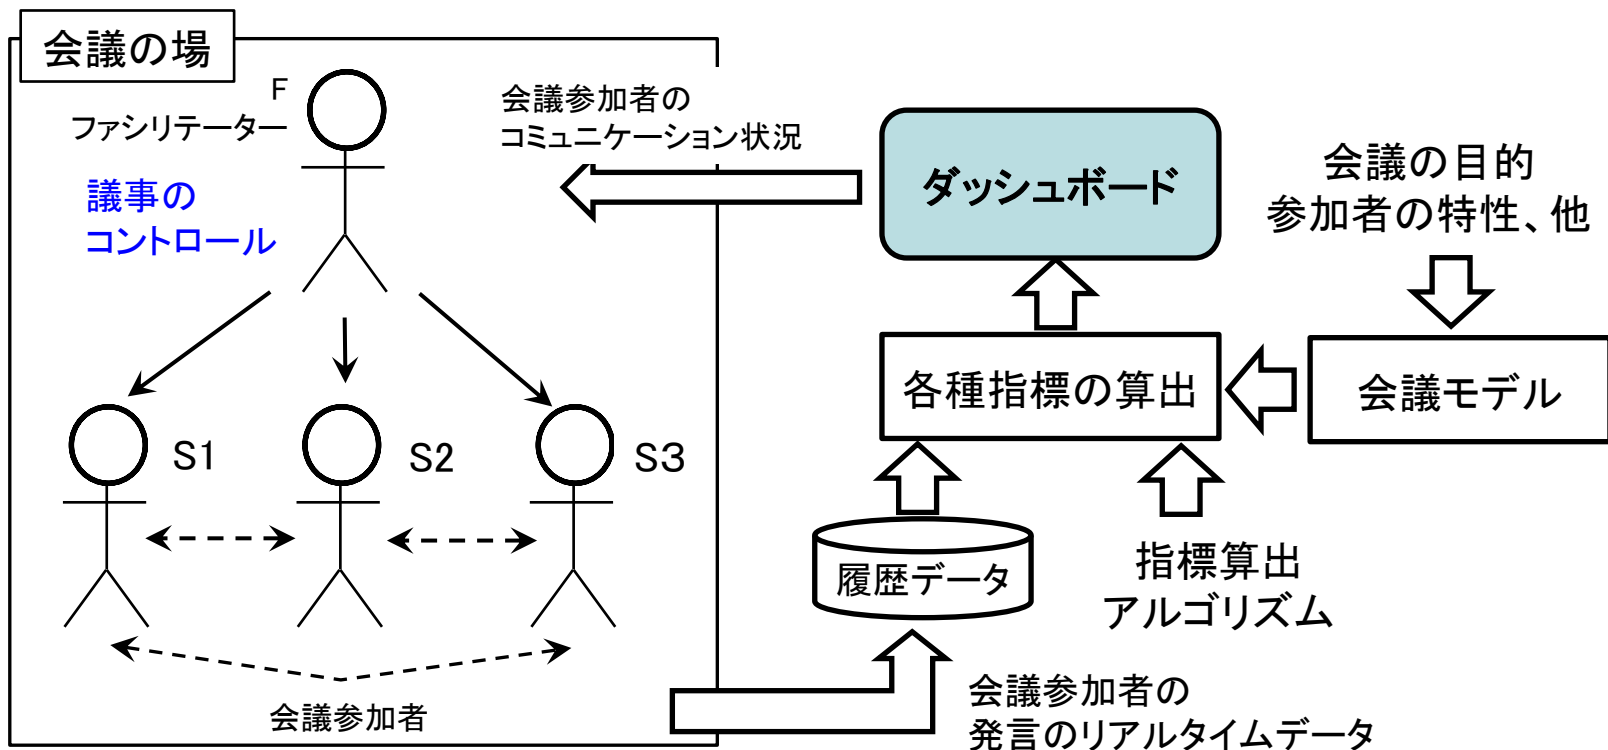 会議の場
F
ファシリテーター
議事の
コントロール
S1
S2
S3
会議参加者
会議参加者の
コミュニケーション状況
ダッシュボード
会議の目的
参加者の特性、他
各種指標の算出
会議モデル
履歴データ
指標算出
アルゴリズム
会議参加者の
発言のリアルタイムデータ